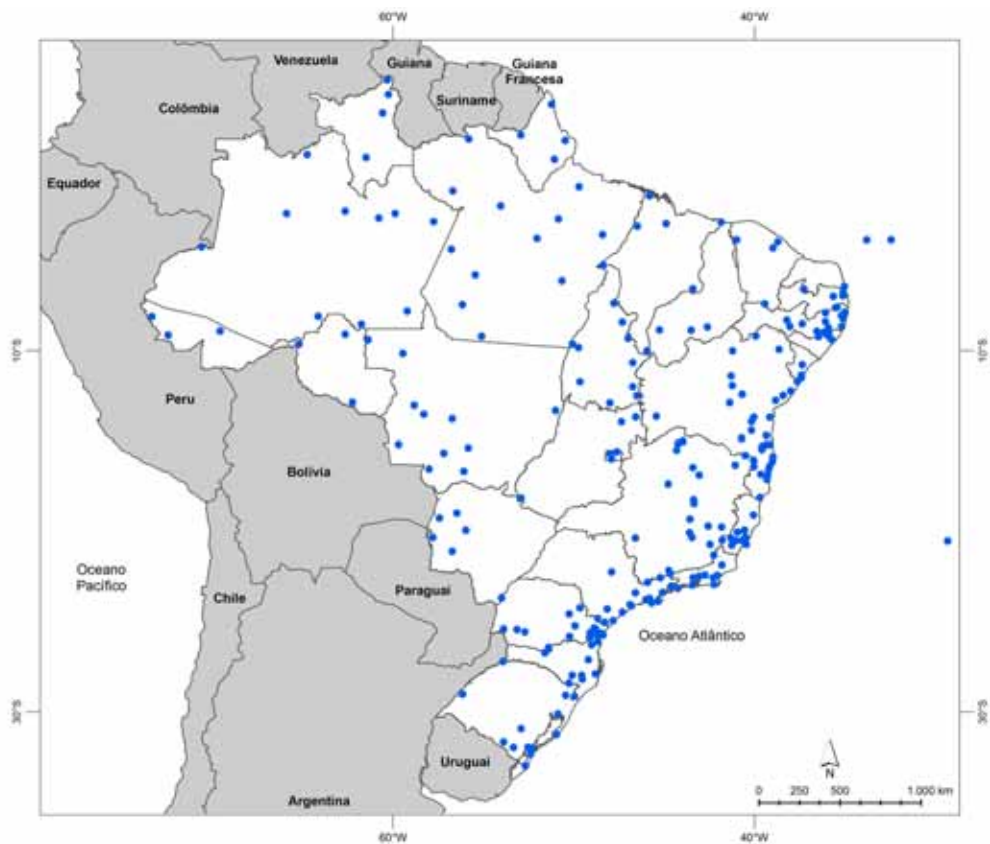 60°W
40°W
Venezuela
Guiana
Guiana
Francesa
Suriname
Colômbia
Equador
10°S
10°S
Peru
Bolívia
Oceano
Pacífico
Chile
Paraguai
Oceano Atlântico
30°S
30°S
Uruguai
N
Argentina
0 250 500 1.000 km
60°W
40°W